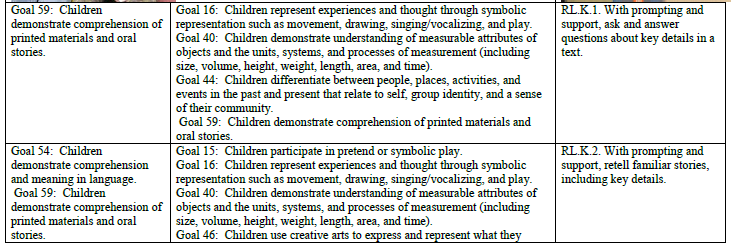 Goal 59: Children
demonstrate comprehension of
printed materials and oral
stories.
Goal 16: Children represent experiences and thought through symbolic
representation such as movement, drawing, singing/vocalizing, and play.
Goal 40: Children demonstrate understanding of measurable attributes of
objects and the units, systems, and processes of measurement (including
size, volume, height, weight, length, area, and time).
Goal 44: Children differentiate between people, places, activities, and
events in the past and present that relate to self, group identity, and a sense
of their community.
Goal 59: Children demonstrate comprehension of printed materials and
oral stories.
RL.K.1. With prompting and
support, ask and answer
questions about key details in a
text.
Goal 54: Children
demonstrate comprehension
and meaning in language.
Goal 59: Children
demonstrate comprehension of
printed materials and oral
stories.
Goal 15: Children participate in pretend or symbolic play.
Goal 16: Children represent experiences and thought through symbolic
representation such as movement, drawing, singing/vocalizing, and play.
Goal 40: Children demonstrate understanding of measurable attributes of
objects and the units, systems, and processes of measurement (including
size, volume, height, weight, length, area, and time).
Goal 46: Children use creative arts to express and represent what they
RL.K.2. With prompting and
support, retell familiar stories,
including key details.